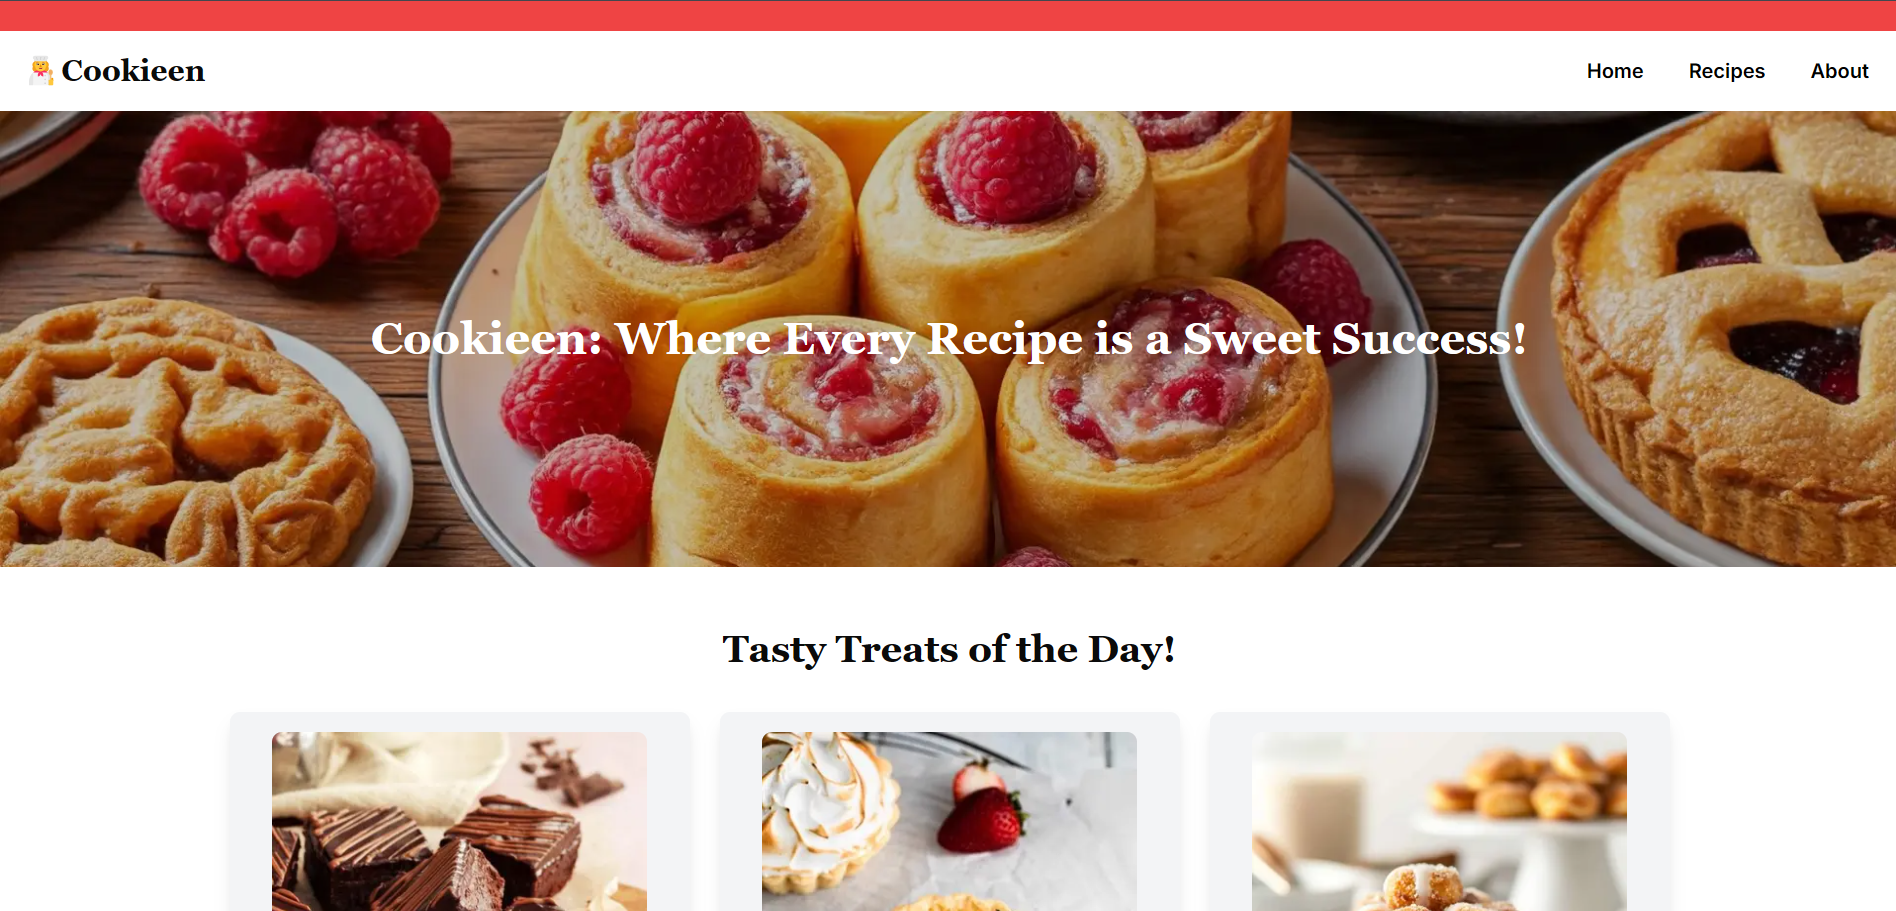 Cookieen
Home Recipes About
Cookieen: Where Every Recipe is a Sweet Success!
Tasty Treats of the Day!